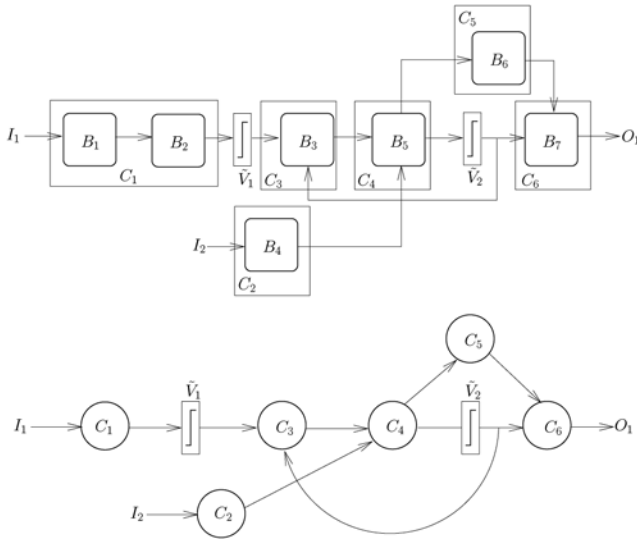 C₅
B₆
I₁ B₁ B₂ B₃ B₅ B₇ O₁
C₁ Ṽ₁ C₃ C₄ Ṽ₂ C₆
I₂ B₄
C₂
C₅
Ṽ₁ Ṽ₂
I₁ C₁ C₃ C₄ C₆ O₁
I₂ C₂